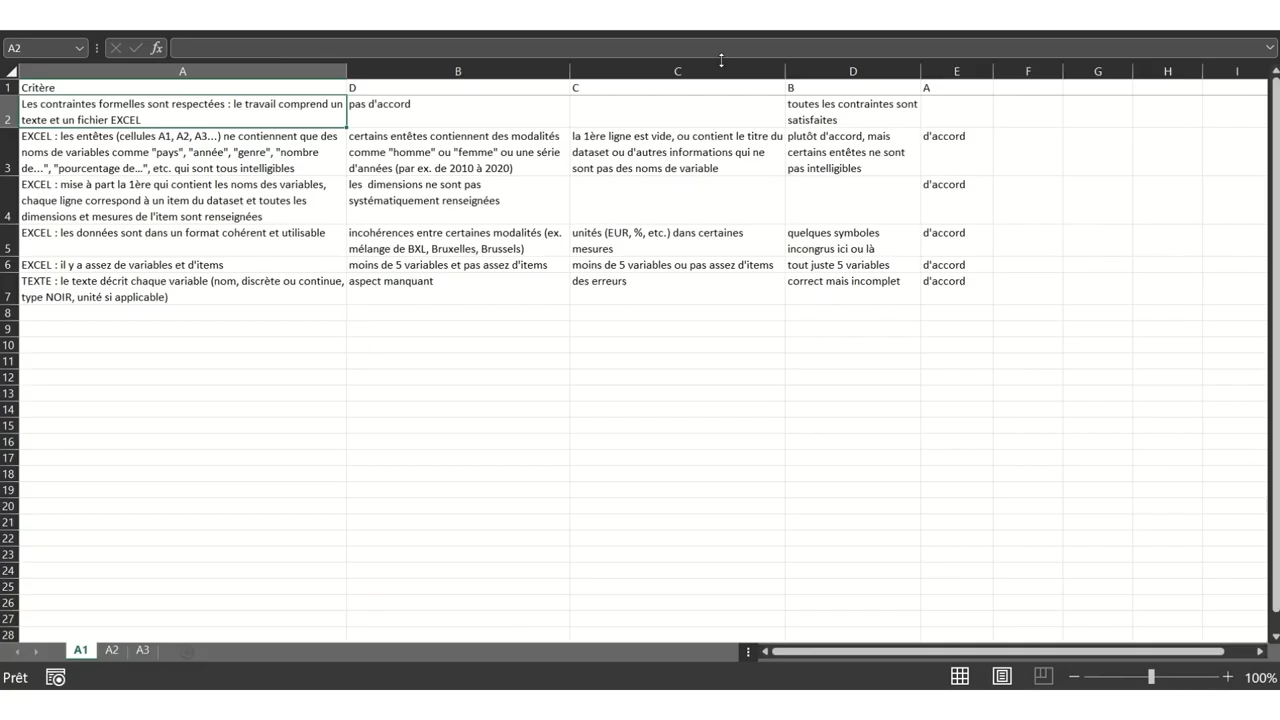 A2
fx
A B C D E F G H I
1 Critère D C B A
2 Les contraintes formelles sont respectées : le travail comprend un pas d'accord toutes les contraintes sont
texte et un fichier EXCEL satisfaites
3 EXCEL : les entêtes (cellules A1, A2, A3...) ne contiennent que des certains entêtes contiennent des modalités la 1ère ligne est vide, ou contient le titre du plutôt d'accord, mais d'accord
noms de variables comme "pays", "année", "genre", "nombre comme "homme" ou "femme" ou une série dataset ou d'autres informations qui ne certains entêtes ne sont
de...", "pourcentage de...", etc. qui sont tous intelligibles d'années (par ex. de 2010 à 2020) sont pas des noms de variable pas intelligibles
4 EXCEL : mise à part la 1ère qui contient les noms des variables, les dimensions ne sont pas d'accord
chaque ligne correspond à un item du dataset et toutes les systématiquement renseignées
dimensions et mesures de l'item sont renseignées
5 EXCEL : les données sont dans un format cohérent et utilisable incohérences entre certaines modalités (ex. unités (EUR, %, etc.) dans certaines quelques symboles d'accord
mélange de BXL, Bruxelles, Brussels) mesures incongrus ici ou là
6 EXCEL : il y a assez de variables et d'items moins de 5 variables et pas assez d'items moins de 5 variables ou pas assez d'items tout juste 5 variables d'accord
7 TEXTE : le texte décrit chaque variable (nom, discrète ou continue, aspect manquant des erreurs correct mais incomplet d'accord
type NOIR, unité si applicable)
8
9
10
11
12
13
14
15
16
17
18
19
20
21
22
23
24
25
26
27
28
A1 A2 A3
Prêt 100%